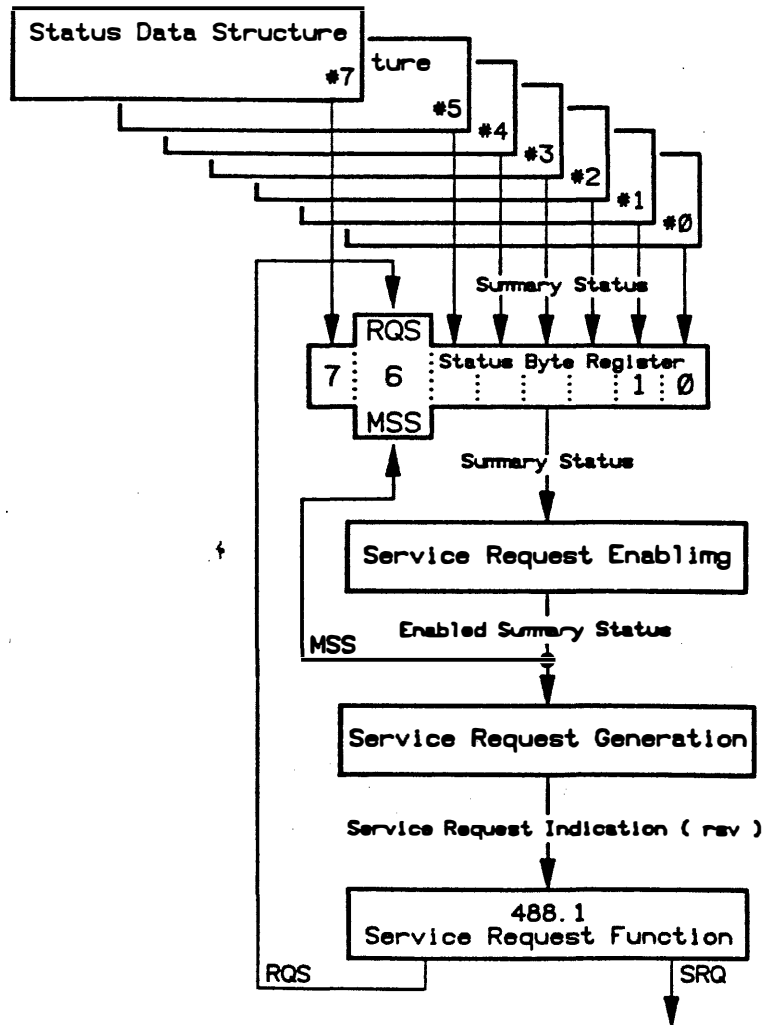 Status Data Structure
#7
ture
#5
#4
#3
#2
#1
#0
Summary Status
RQS
Status Byte Register
7 6 1 0
MSS
Summary Status
Service Request Enablimg
Enabled Summary Status
MSS
Service Request Generation
Service Request Indication ( rsv )
488.1
Service Request Function
RQS
SRQ